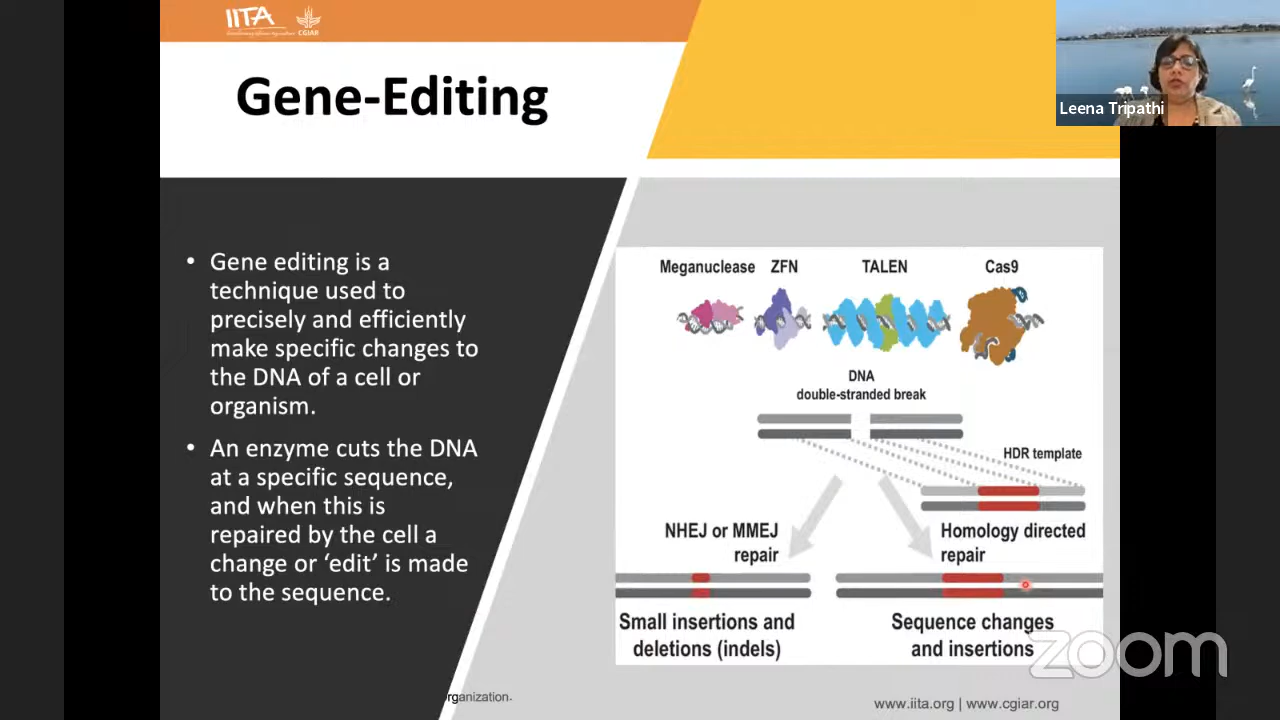 IITA
CGIAR
Gene-Editing
Leena Tripathi
• Gene editing is a
technique used to
precisely and efficiently
make specific changes to
the DNA of a cell or
organism.
• An enzyme cuts the DNA
at a specific sequence,
and when this is
repaired by the cell a
change or ‘edit’ is made
to the sequence.
Meganuclease ZFN TALEN Cas9
DNA
double-stranded break
HDR template
NHEJ or MMEJ
repair
Homology directed
repair
Small insertions and
deletions (indels)
Sequence changes
and insertions
zoom
rganization.
www.iita.org | www.cgiar.org